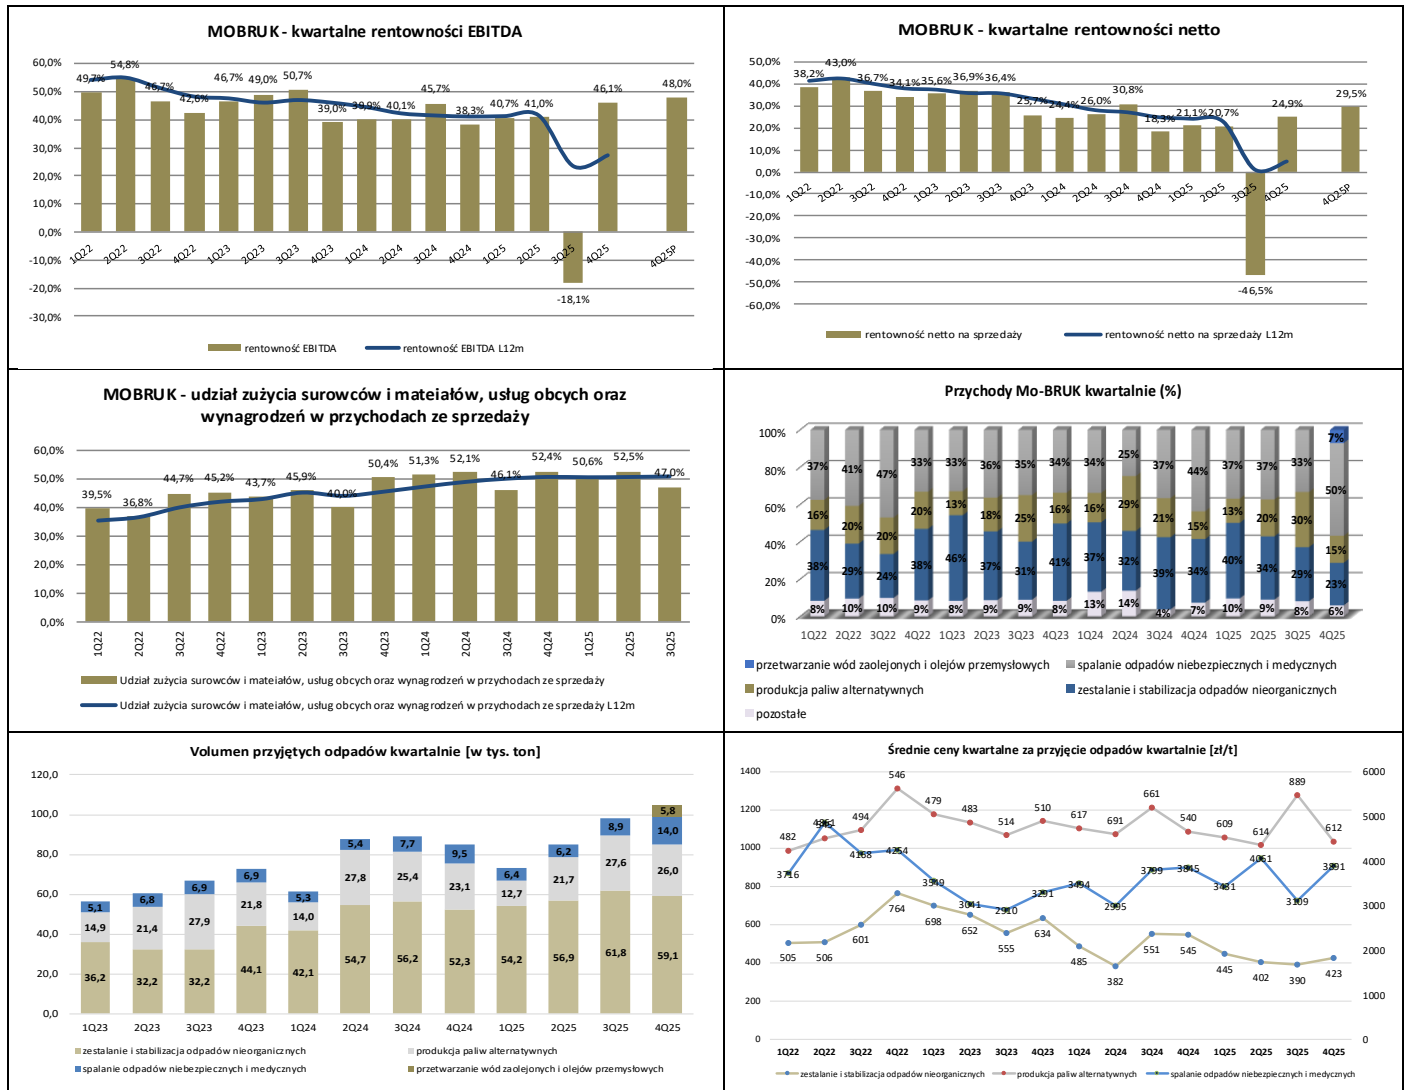 MOBRUK - kwartalne rentowności EBITDA
60,0%
50,0%
40,0%
30,0%
20,0%
10,0%
0,0%
-10,0%
-20,0%
-30,0%
49,7%
54,8%
46,7%
42,6%
46,7%
49,0%
50,7%
39,0%
39,9%
40,1%
45,7%
38,3%
40,7%
41,0%
-18,1%
46,1%
48,0%
1Q22
2Q22
3Q22
4Q22
1Q23
2Q23
3Q23
4Q23
1Q24
2Q24
3Q24
4Q24
1Q25
2Q25
3Q25
4Q25
4Q25P
rentowność EBITDA
rentowność EBITDA L12m
MOBRUK - kwartalne rentowności netto
50,0%
40,0%
30,0%
20,0%
10,0%
0,0%
-10,0%
-20,0%
-30,0%
-40,0%
-50,0%
-60,0%
38,2%
43,0%
36,7%
34,1%
35,6%
36,9%
36,4%
25,7%
24,4%
26,0%
30,8%
18,3%
21,1%
20,7%
-46,5%
24,9%
29,5%
1Q22
2Q22
3Q22
4Q22
1Q23
2Q23
3Q23
4Q23
1Q24
2Q24
3Q24
4Q24
1Q25
2Q25
3Q25
4Q25
4Q25P
rentowność netto na sprzedaży
rentowność netto na sprzedaży L12m
MOBRUK - udział zużycia surowców i mateiałów, usług obcych oraz
wynagrodzeń w przychodach ze sprzedaży
60,0%
50,0%
40,0%
30,0%
20,0%
10,0%
0,0%
39,5%
36,8%
44,7%
45,2%
43,7%
45,9%
40,0%
50,4%
51,3%
52,1%
46,1%
52,4%
50,6%
52,5%
47,0%
1Q22
2Q22
3Q22
4Q22
1Q23
2Q23
3Q23
4Q23
1Q24
2Q24
3Q24
4Q24
1Q25
2Q25
3Q25
Udział zużycia surowców i mateiałów, usług obcych oraz wynagrodzeń w przychodach ze sprzedaży
Udział zużycia surowców i mateiałów, usług obcych oraz wynagrodzeń w przychodach ze sprzedaży L12m
Przychody Mo-BRUK kwartalnie (%)
100%
80%
60%
40%
20%
0%
7%
37% 41% 47% 33% 33% 36% 35% 34% 34% 25% 37% 44% 37% 37% 33% 50%
16% 20% 20% 20% 13% 18% 25% 16% 16% 29% 21% 15% 13% 20% 30% 15%
38% 29% 24% 38% 46% 37% 31% 41% 37% 32% 39% 34% 40% 34% 29% 23%
8% 10% 10% 9% 8% 9% 9% 8% 13% 14% 4% 7% 10% 9% 8% 6%
1Q22 2Q22 3Q22 4Q22 1Q23 2Q23 3Q23 4Q23 1Q24 2Q24 3Q24 4Q24 1Q25 2Q25 3Q25 4Q25
przetwarzanie wód zaolejonych i olejów przemysłowych
spalanie odpadów niebezpiecznych i medycznych
produkcja paliw alternatywnych
zestalanie i stabilizacja odpadów nieorganicznych
pozostałe
Volumen przyjętych odpadów kwartalnie [w tys. ton]
120,0
100,0
80,0
60,0
40,0
20,0
0,0
5,8
5,1 6,8 6,9 6,9 5,3 5,4 7,7 9,5 6,4 6,2 8,9 14,0
14,9 21,4 27,9 21,8 14,0 27,8 25,4 23,1 12,7 21,7 27,6 26,0
36,2 32,2 32,2 44,1 42,1 54,7 56,2 52,3 54,2 56,9 61,8 59,1
1Q23 2Q23 3Q23 4Q23 1Q24 2Q24 3Q24 4Q24 1Q25 2Q25 3Q25 4Q25
zestalanie i stabilizacja odpadów nieorganicznych
produkcja paliw alternatywnych
spalanie odpadów niebezpiecznych i medycznych
przetwarzanie wód zaolejonych i olejów przemysłowych
Średnie ceny kwartalne za przyjęcie odpadów kwartalnie [zł/t]
1400
1200
1000
800
600
400
200
0
6000
5000
4000
3000
2000
1000
0
482 545 494 546 479 483 514 510 617 691 661 540 609 614 889 612
3716 4861 4168 4254 3949 3041 2910 3291 3494 2995 3799 3845 3431 4061 3109 3891
505 506 601 764 698 652 555 634 485 382 551 545 445 402 390 423
1Q22 2Q22 3Q22 4Q22 1Q23 2Q23 3Q23 4Q23 1Q24 2Q24 3Q24 4Q24 1Q25 2Q25 3Q25 4Q25
zestalanie i stabilizacja odpadów nieorganicznych
produkcja paliw alternatywnych
spalanie odpadów niebezpiecznych i medycznych